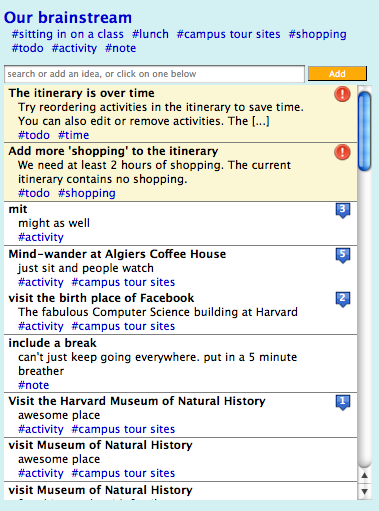 Our brainstream
#sitting in on a class #lunch #campus tour sites #shopping
#todo #activity #note
search or add an idea, or click on one below
Add
The itinerary is over time
Try reordering activities in the itinerary to save time.
You can also edit or remove activities. The [...]
#todo #time
Add more 'shopping' to the itinerary
We need at least 2 hours of shopping. The current
itinerary contains no shopping.
#todo #shopping
mit
3
might as well
#activity
Mind-wander at Algiers Coffee House
5
just sit and people watch
#activity #campus tour sites
visit the birth place of Facebook
2
The fabulous Computer Science building at Harvard
#activity #campus tour sites
include a break
can't just keep going everywhere. put in a 5 minute
breather
#note
Visit the Harvard Museum of Natural History
1
awesome place
#activity #campus tour sites
visit Museum of Natural History
awesome place
#activity #campus tour sites
visit Museum of Natural History